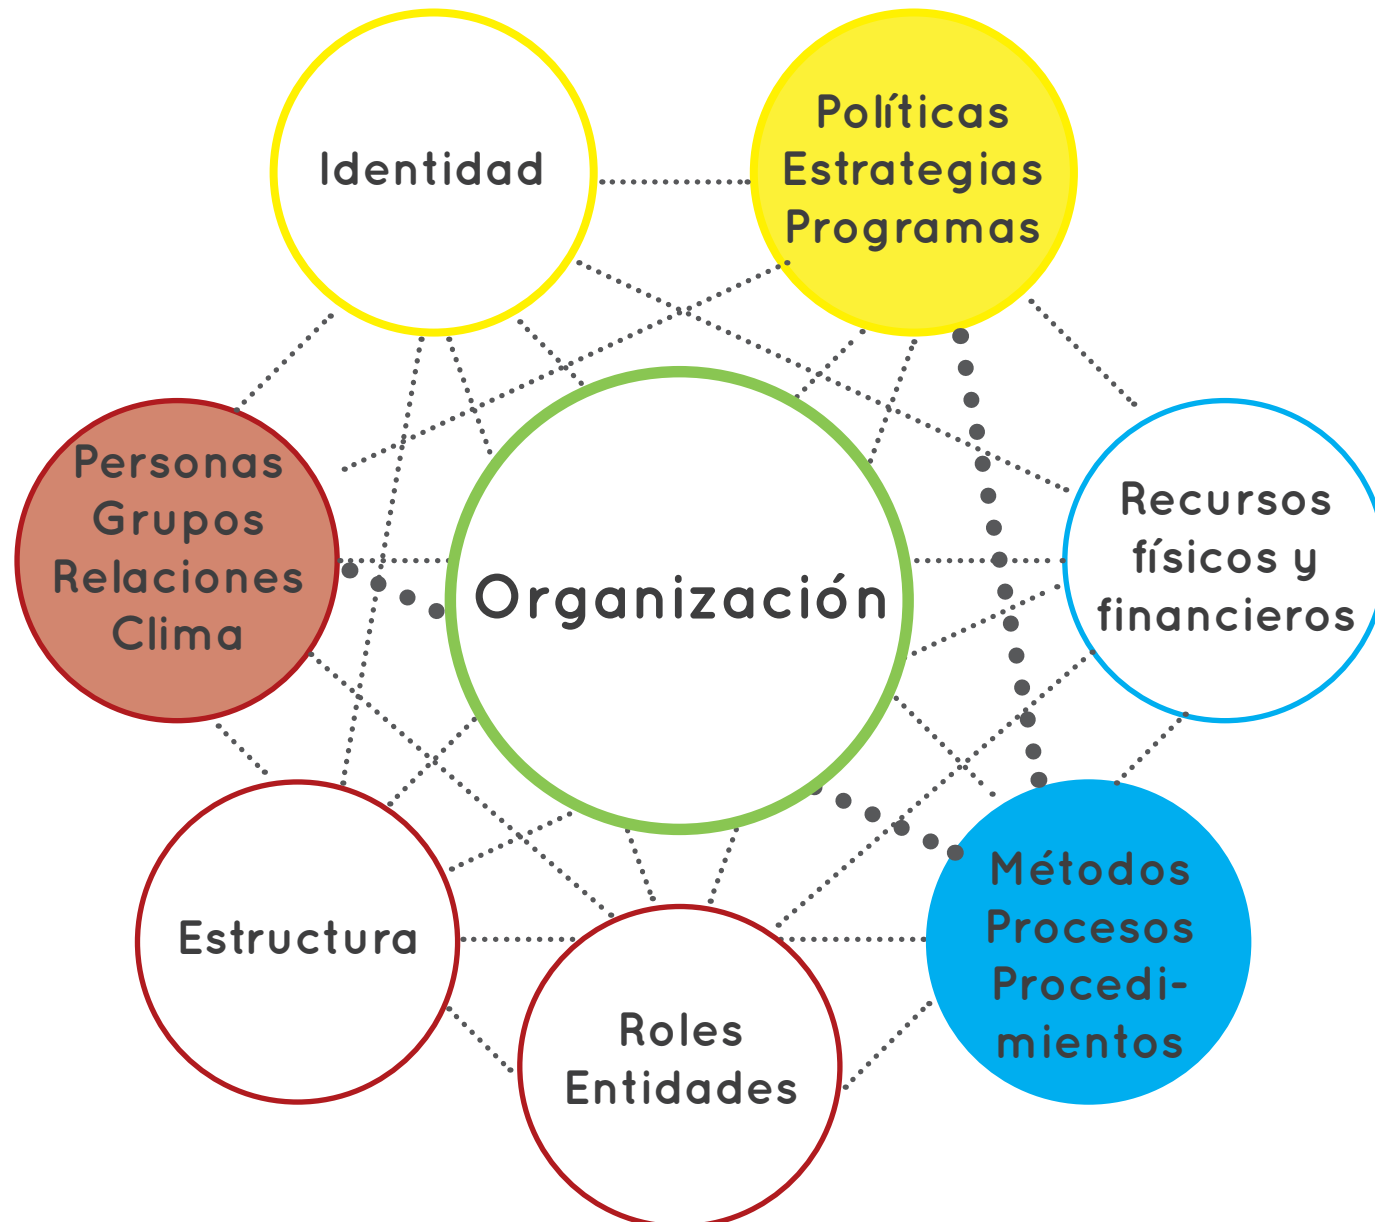 Identidad
Políticas
Estrategias
Programas
Personas
Grupos
Relaciones
Clima
Organización
Recursos
físicos y
financieros
Estructura
Roles
Entidades
Métodos
Procesos
Procedi-
mientos